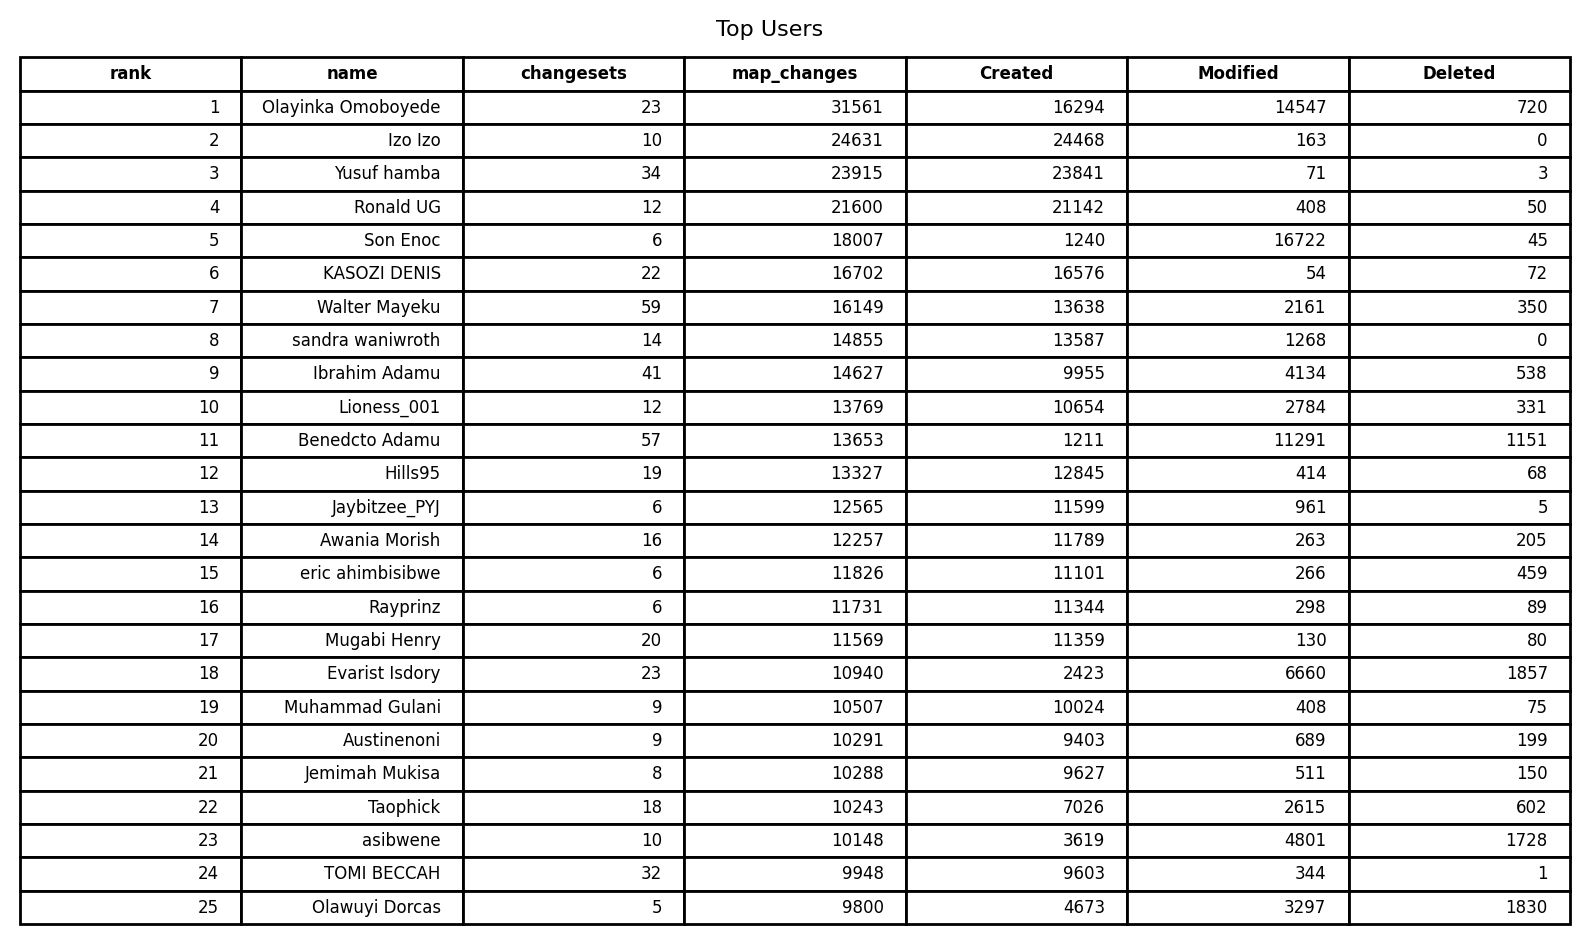 Top Users
rank name changesets map_changes Created Modified Deleted
1 Olayinka Omoboyede 23 31561 16294 14547 720
2 Izo Izo 10 24631 24468 163 0
3 Yusuf hamba 34 23915 23841 71 3
4 Ronald UG 12 21600 21142 408 50
5 Son Enoc 6 18007 1240 16722 45
6 KASOZI DENIS 22 16702 16576 54 72
7 Walter Mayeku 59 16149 13638 2161 350
8 sandra waniwroth 14 14855 13587 1268 0
9 Ibrahim Adamu 41 14627 9955 4134 538
10 Lioness_001 12 13769 10654 2784 331
11 Benedcto Adamu 57 13653 1211 11291 1151
12 Hills95 19 13327 12845 414 68
13 Jaybitzee_PYJ 6 12565 11599 961 5
14 Awania Morish 16 12257 11789 263 205
15 eric ahimbisibwe 6 11826 11101 266 459
16 Rayprinz 6 11731 11344 298 89
17 Mugabi Henry 20 11569 11359 130 80
18 Evarist Isdory 23 10940 2423 6660 1857
19 Muhammad Gulani 9 10507 10024 408 75
20 Austinenoni 9 10291 9403 689 199
21 Jemimah Mukisa 8 10288 9627 511 150
22 Taophick 18 10243 7026 2615 602
23 asibwene 10 10148 3619 4801 1728
24 TOMI BECCAH 32 9948 9603 344 1
25 Olawuyi Dorcas 5 9800 4673 3297 1830